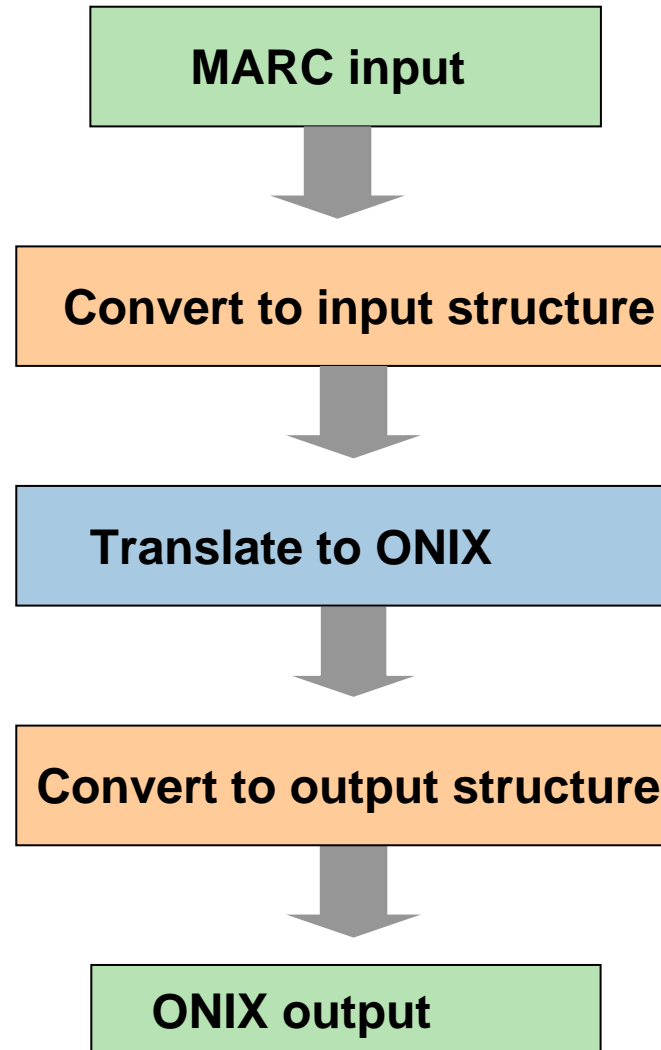 MARC input
Convert to input structure
Translate to ONIX
Convert to output structure
ONIX output